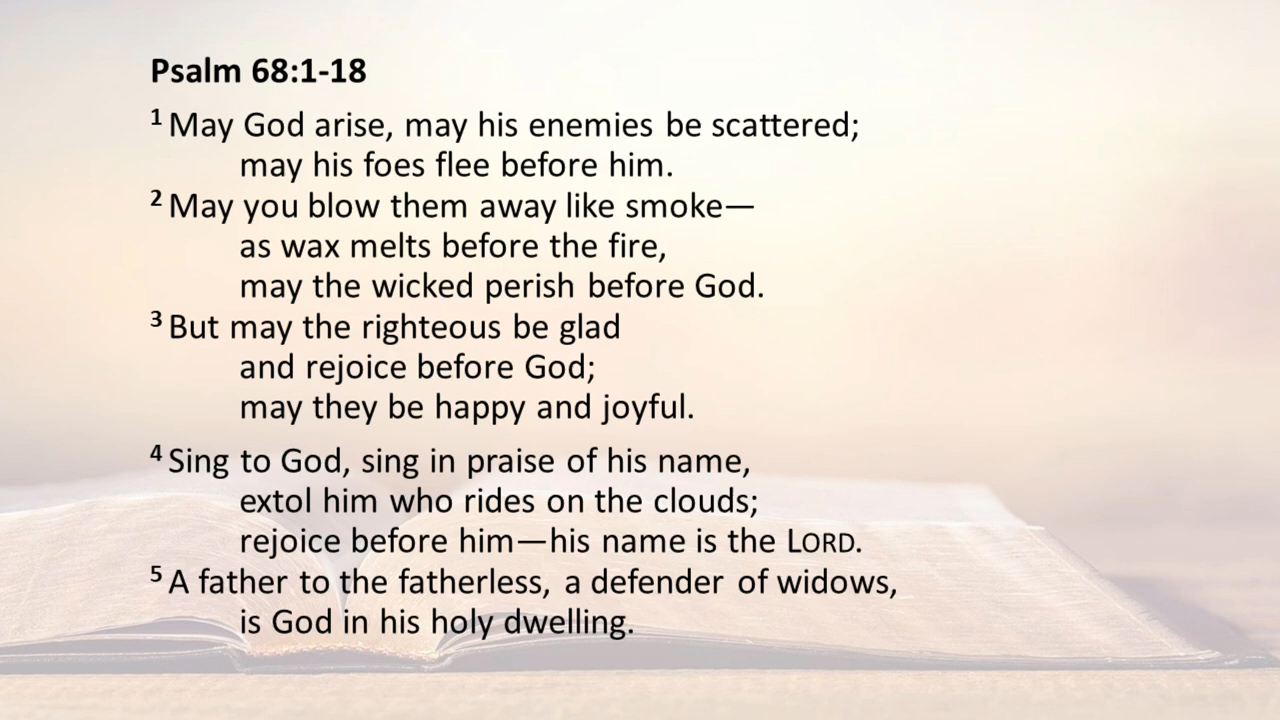 Psalm 68:1-18
1 May God arise, may his enemies be scattered;
may his foes flee before him.
2 May you blow them away like smoke—
as wax melts before the fire,
may the wicked perish before God.
3 But may the righteous be glad
and rejoice before God;
may they be happy and joyful.
4 Sing to God, sing in praise of his name,
extol him who rides on the clouds;
rejoice before him—his name is the LORD.
5 A father to the fatherless, a defender of widows,
is God in his holy dwelling.